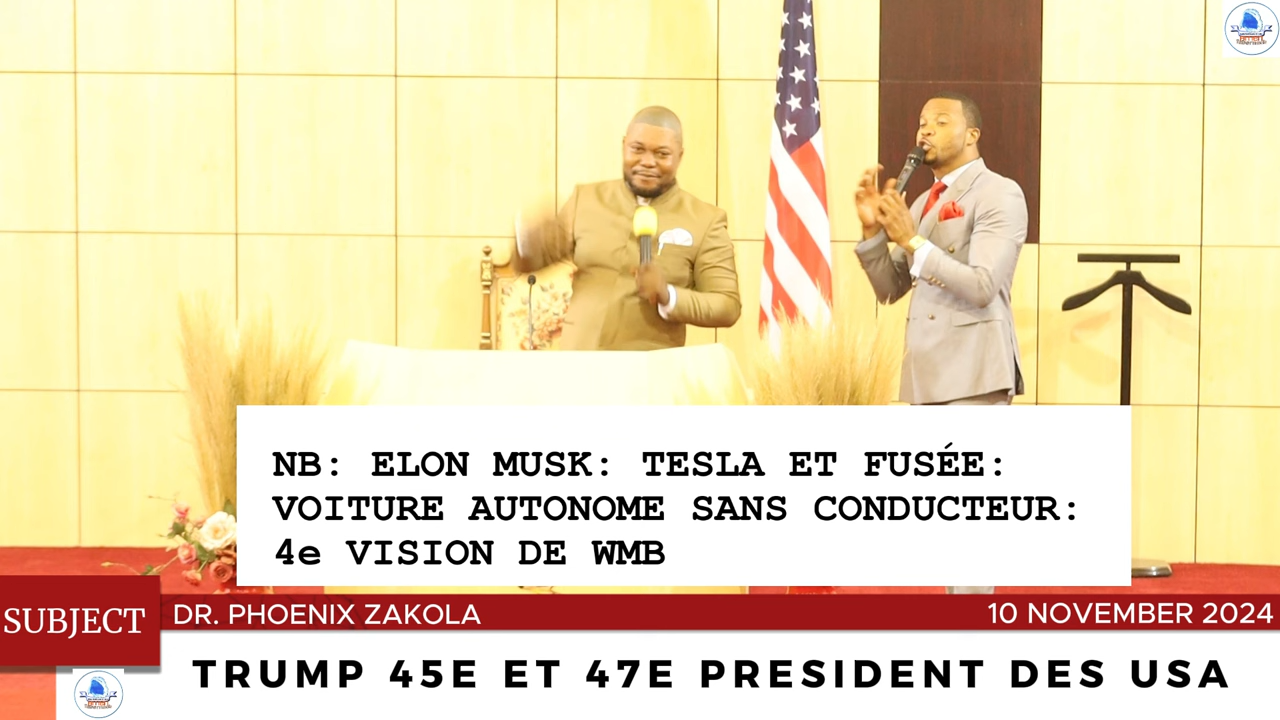 NB: ELON MUSK: TESLA ET FUSÉE:
VOITURE AUTONOME SANS CONDUCTEUR:
4e VISION DE WMB
SUBJECT
DR. PHOENIX ZAKOLA
10 NOVEMBER 2024
TRUMP 45E ET 47E PRESIDENT DES USA